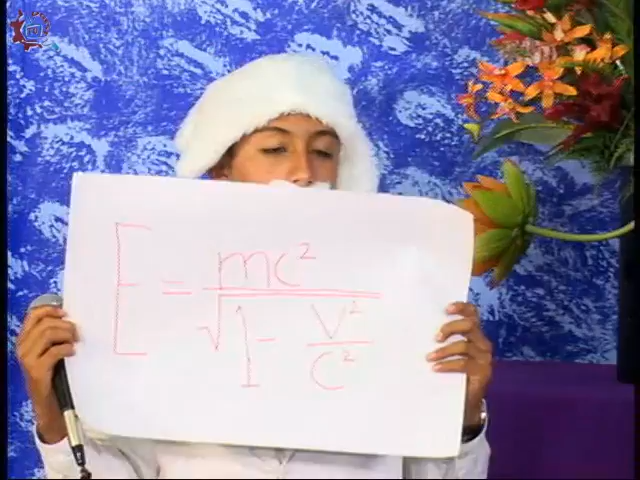 E = mc²
√1 - V²
C²